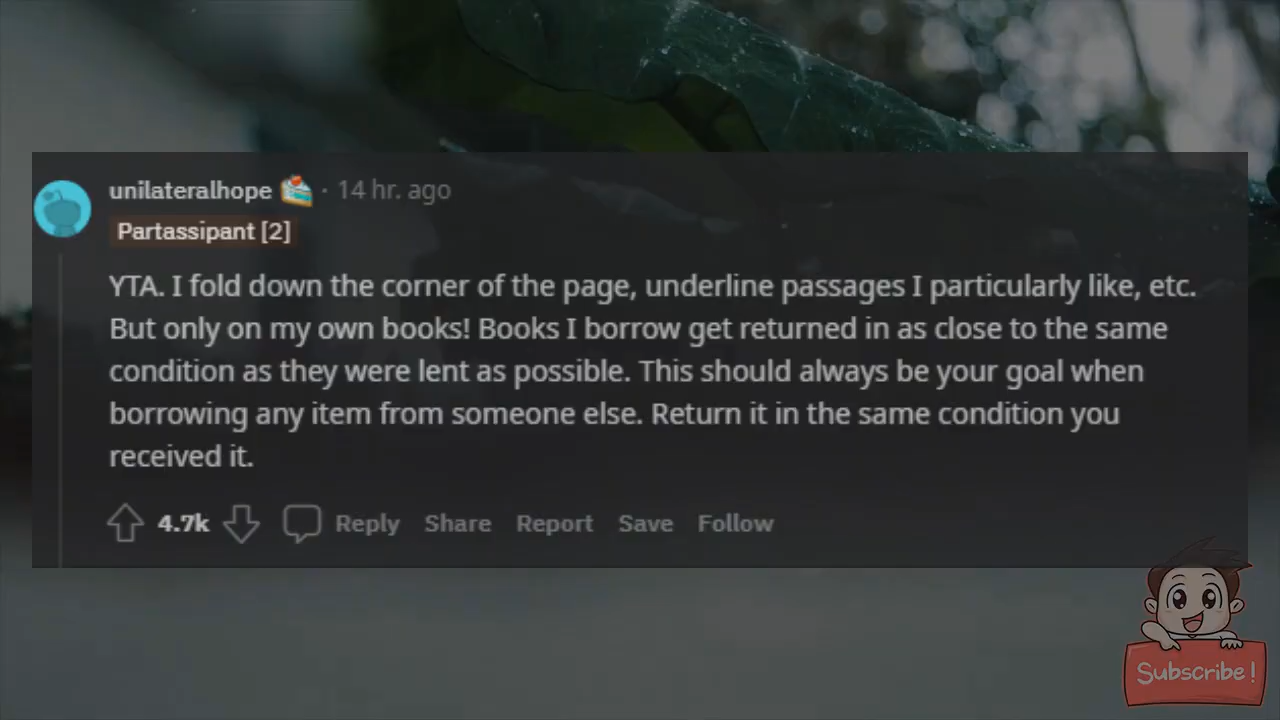 unilateralhope · 14 hr. ago
Partassipant [2]
YTA. I fold down the corner of the page, underline passages I particularly like, etc.
But only on my own books! Books I borrow get returned in as close to the same
condition as they were lent as possible. This should always be your goal when
borrowing any item from someone else. Return it in the same condition you
received it.
4.7k Reply Share Report Save Follow
Subscribe!